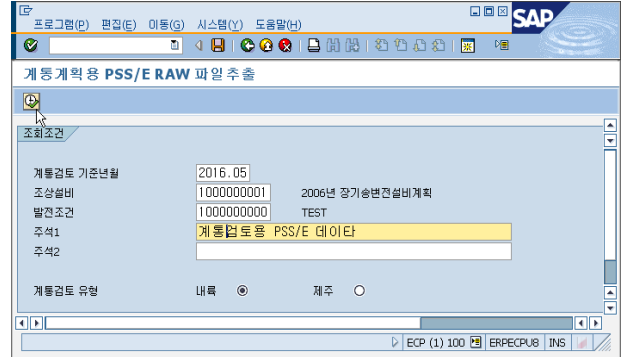 프로그램(P) 편집(E) 이동(G) 시스템(Y) 도움말(H)
SAP
계통계획용 PSS/E RAW 파일추출
조회조건
계통검토 기준년월 2016.05
조상설비 1000000001 2006년 장기송변전설비계획
발전조건 1000000000 TEST
주석1 계통검토용 PSS/E 데이타
주석2
계통검토 유형 내륙 제주
ECP (1) 100 ERPECPU8 INS